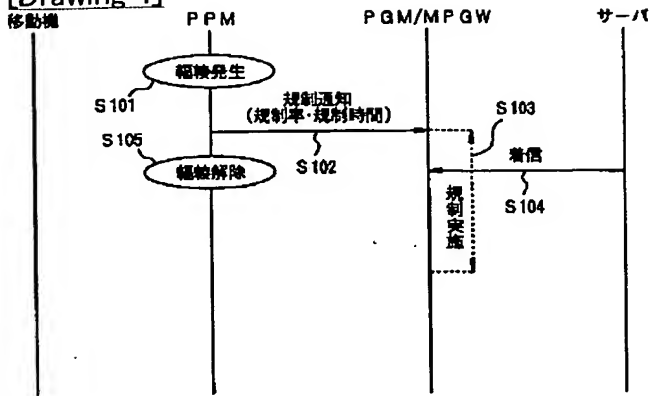 [Drawing 4]
移動機 PPM PGM/MPGW サーバ
輻輳発生
S101
規制通知
(規制率・規制時間)
S103
S105
S102
着信
輻輳解除
S104
規制実施